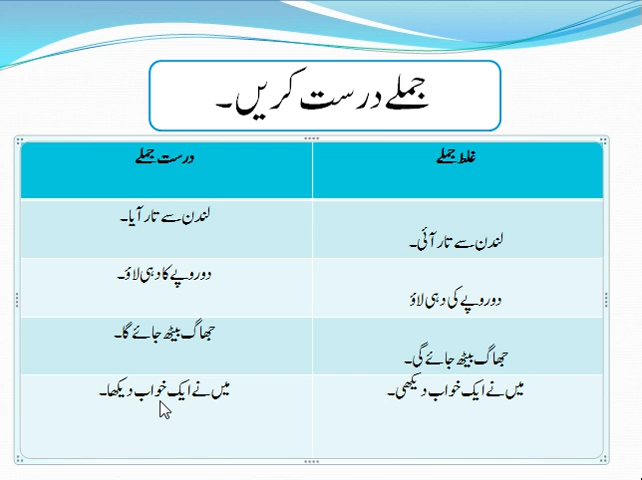 جملے درست کریں۔
غلط جملے
درست جملے
لندن سے تار آئی۔
لندن سے تار آیا۔
دو روپے کی دہی لاؤ
دو روپے کا دہی لاؤ۔
جھاگ بیٹھ جائے گی۔
جھاگ بیٹھ جائے گا۔
میں نے ایک خواب دیکھی۔
میں نے ایک خواب دیکھا۔